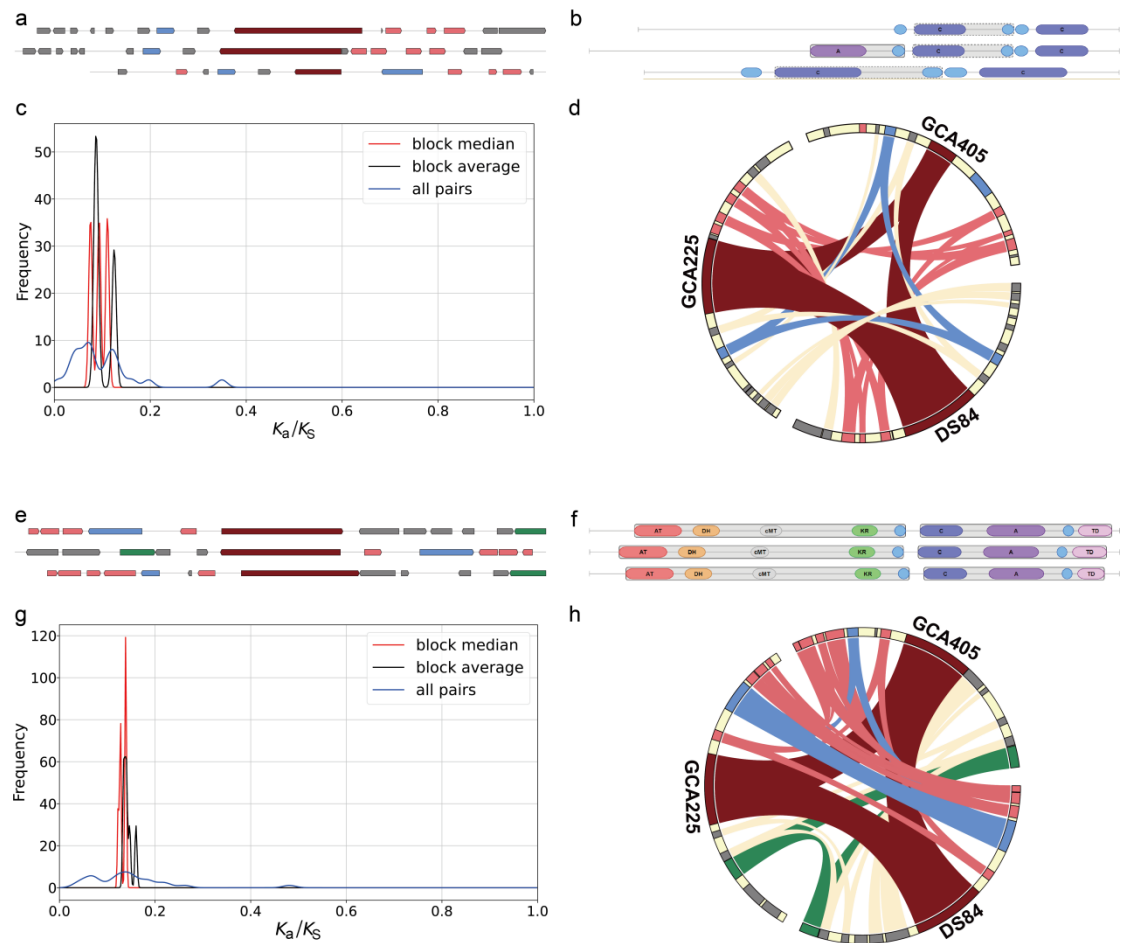 a
b
C
C
A
C
C
C
C
c
50
40
30
20
10
0
Frequency
block median
block average
all pairs
0.0 0.2 0.4 0.6 0.8 1.0
Ka/KS
d
GCA405
GCA225
DS84
e
f
AT DH cMT KR C A TD
AT DH cMT KR C A TD
AT DH cMT KR C A TD
g
120
100
80
60
40
20
0
Frequency
block median
block average
all pairs
0.0 0.2 0.4 0.6 0.8 1.0
Ka/KS
h
GCA405
GCA225
DS84